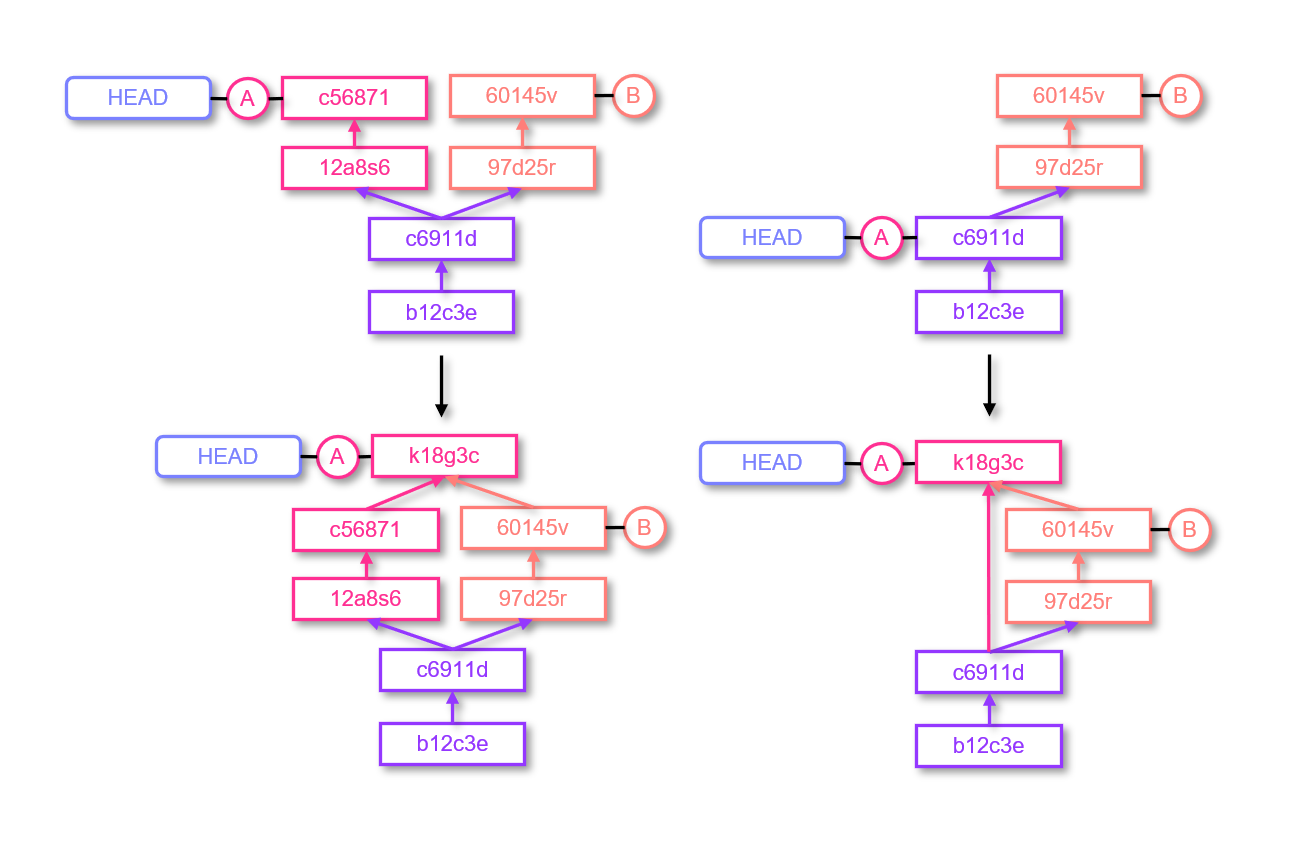 HEAD
A
c56871
60145v
B
12a8s6
97d25r
c6911d
b12c3e
60145v
B
97d25r
HEAD
A
c6911d
b12c3e
HEAD
A
k18g3c
c56871
60145v
B
12a8s6
97d25r
c6911d
b12c3e
HEAD
A
k18g3c
60145v
B
97d25r
c6911d
b12c3e